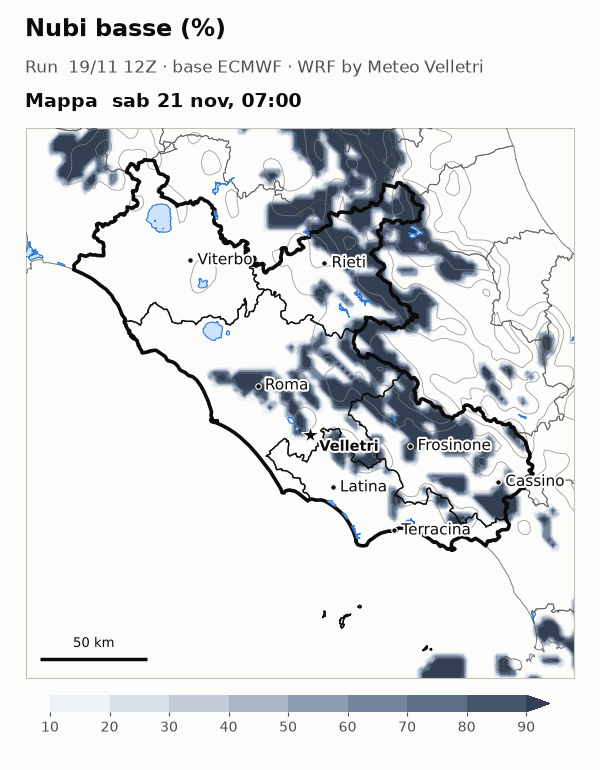 Nubi basse (%)
Run  19/11 12Z · base ECMWF · WRF by Meteo Velletri
Mappa  sab 21 nov, 07:00
Viterbo
Rieti
Roma
Velletri
Frosinone
Latina
Cassino
Terracina
50 km
10 20 30 40 50 60 70 80 90